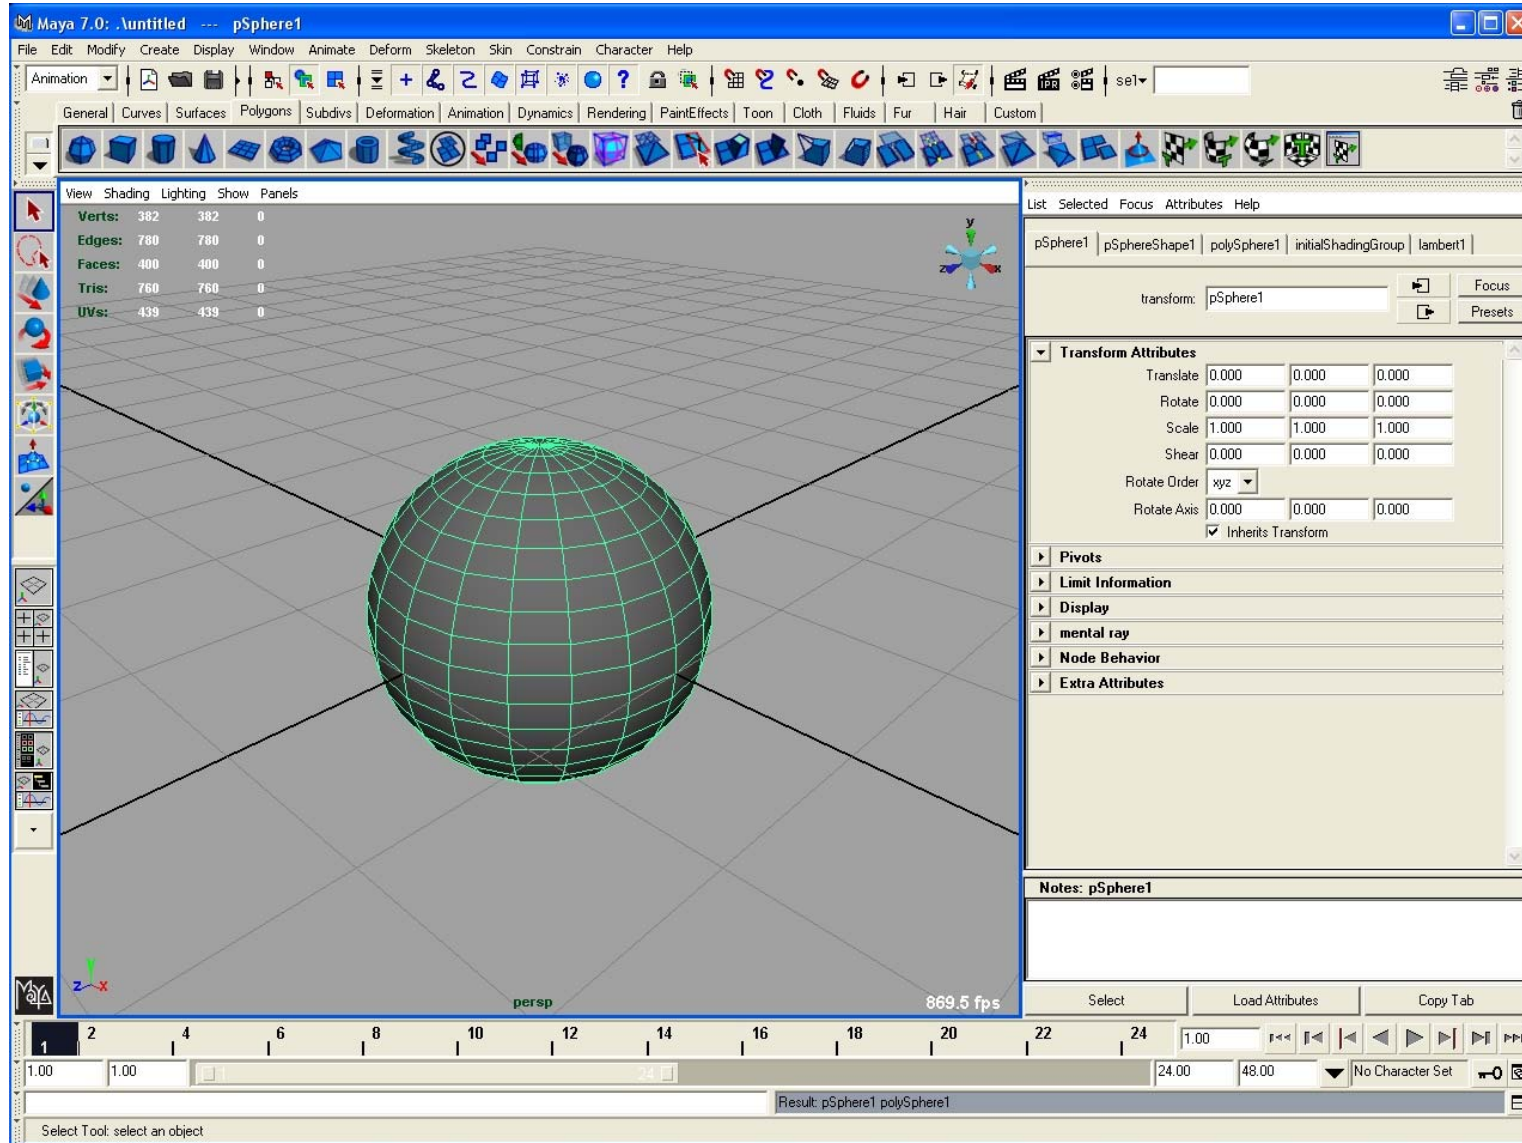 Maya 7.0: .\untitled --- pSphere1
File Edit Modify Create Display Window Animate Deform Skeleton Skin Constrain Character Help
Animation sel
General Curves Surfaces Polygons Subdivs Deformation Animation Dynamics Rendering PaintEffects Toon Cloth Fluids Fur Hair Custom
View Shading Lighting Show Panels
Verts: 382 382 0
Edges: 780 780 0
Faces: 400 400 0
Tris: 760 760 0
UVs: 439 439 0
y
z x
y
z x
persp
869.5 fps
List Selected Focus Attributes Help
pSphere1 pSphereShape1 polySphere1 initialShadingGroup lambert1
transform: pSphere1
Focus
Presets
Transform Attributes
Translate 0.000 0.000 0.000
Rotate 0.000 0.000 0.000
Scale 1.000 1.000 1.000
Shear 0.000 0.000 0.000
Rotate Order xyz
Rotate Axis 0.000 0.000 0.000
Inherits Transform
Pivots
Limit Information
Display
mental ray
Node Behavior
Extra Attributes
Notes: pSphere1
Select Load Attributes Copy Tab
Maya
1 2 4 6 8 10 12 14 16 18 20 22 24 1.00
1.00 1.00 1 24 24.00 48.00 No Character Set
Result: pSphere1 polySphere1
Select Tool: select an object